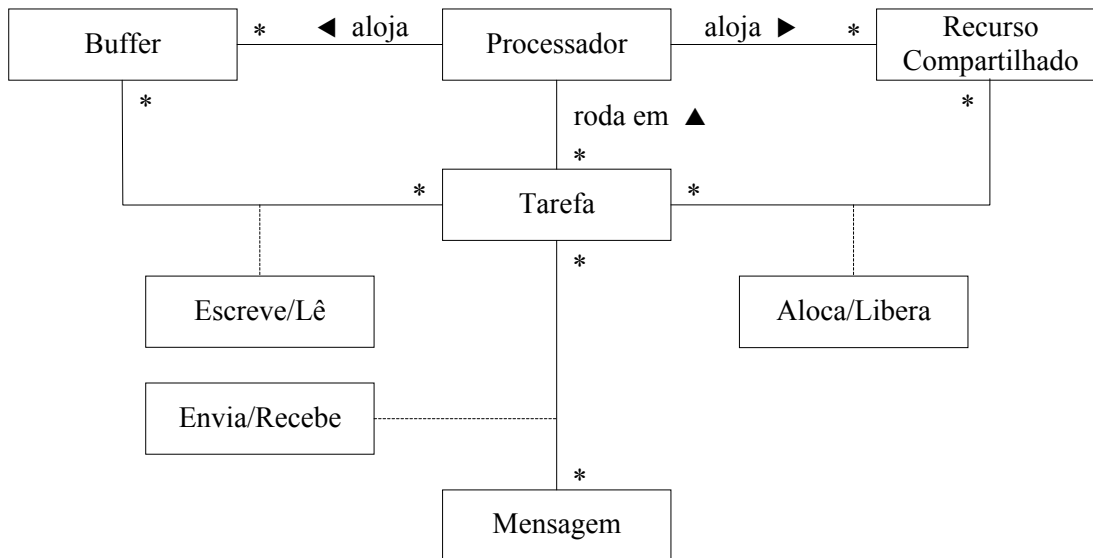 Buffer
*
◄ aloja
Processador
aloja ►
*
Recurso
Compartilhado
*
*
roda em ▲
*
*
Tarefa
*
*
Escreve/Lê
Aloca/Libera
Envia/Recebe
*
Mensagem